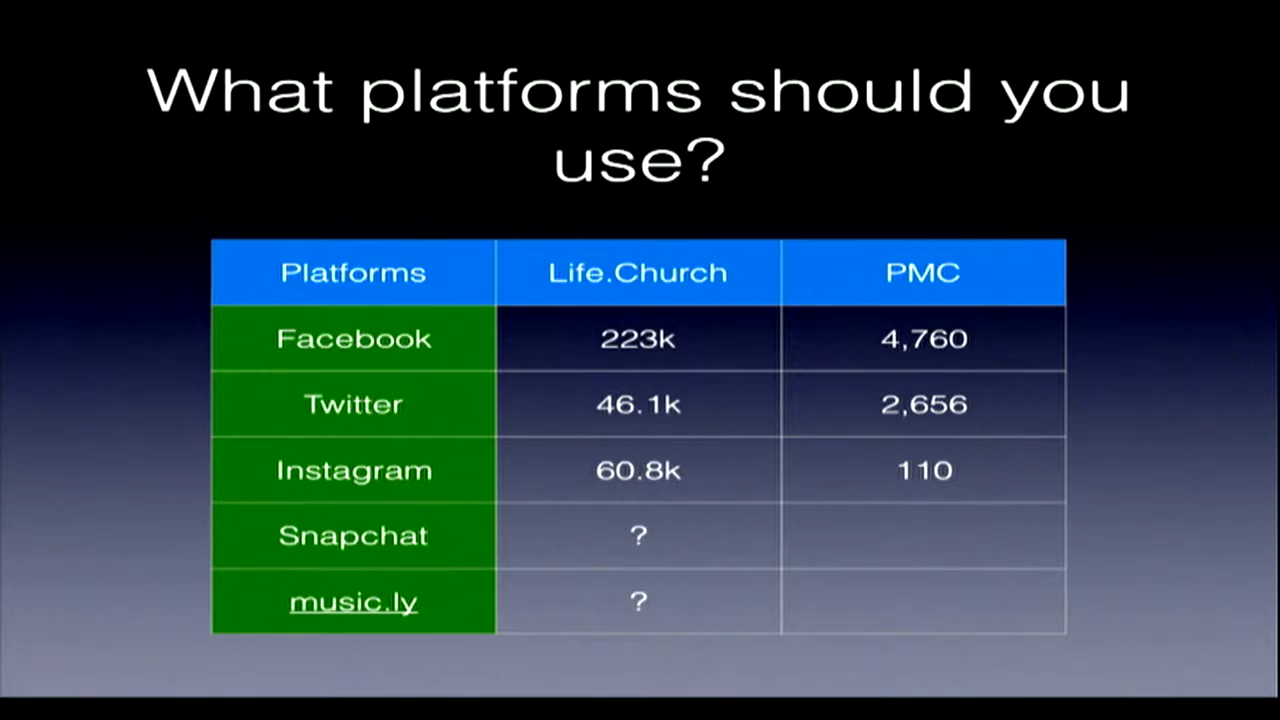 What platforms should you
use?
Platforms Life.Church PMC
Facebook 223k 4,760
Twitter 46.1k 2,656
Instagram 60.8k 110
Snapchat ?
music.ly ?